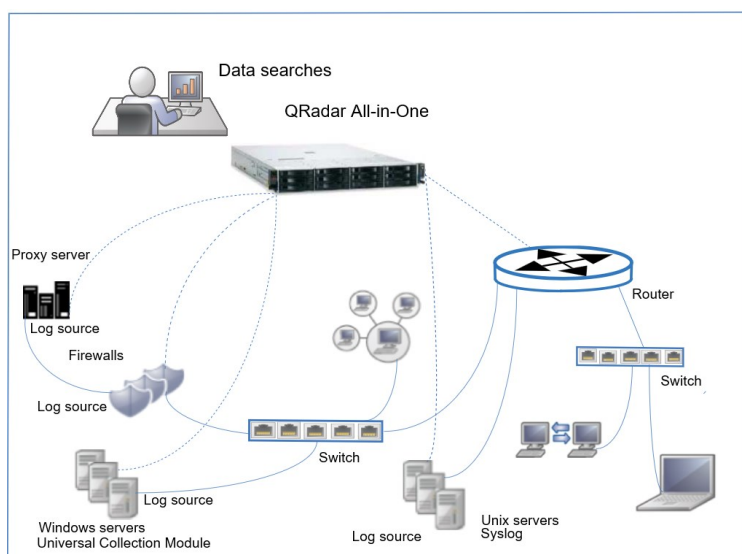 Data searches
QRadar All-in-One
Proxy server
Log source
Firewalls
Log source
Router
Switch
Switch
Log source
Windows servers
Universal Collection Module
Log source
Unix servers
Syslog